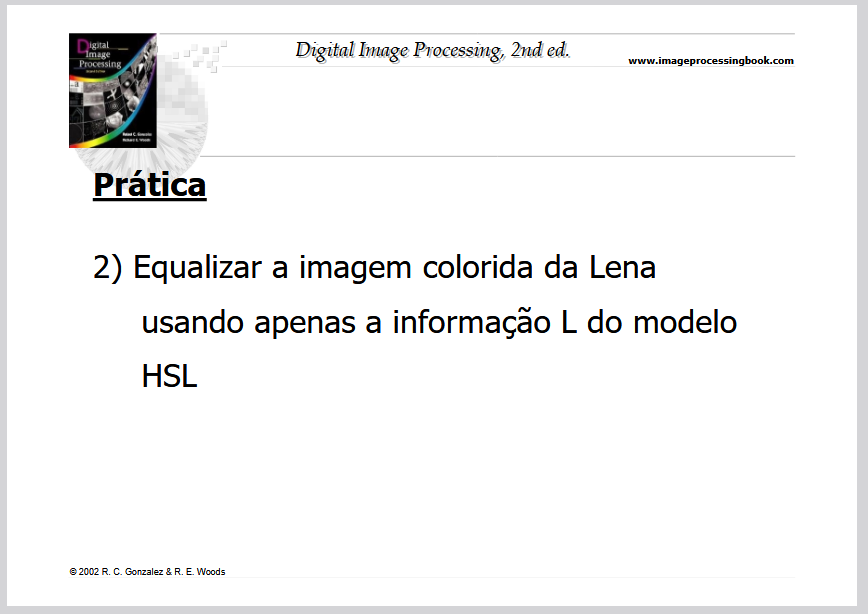 Digital Image Processing, 2nd ed.
www.imageprocessingbook.com
Digital
Image
Processing
Prática
2) Equalizar a imagem colorida da Lena
usando apenas a informação L do modelo
HSL
© 2002 R. C. Gonzalez & R. E. Woods